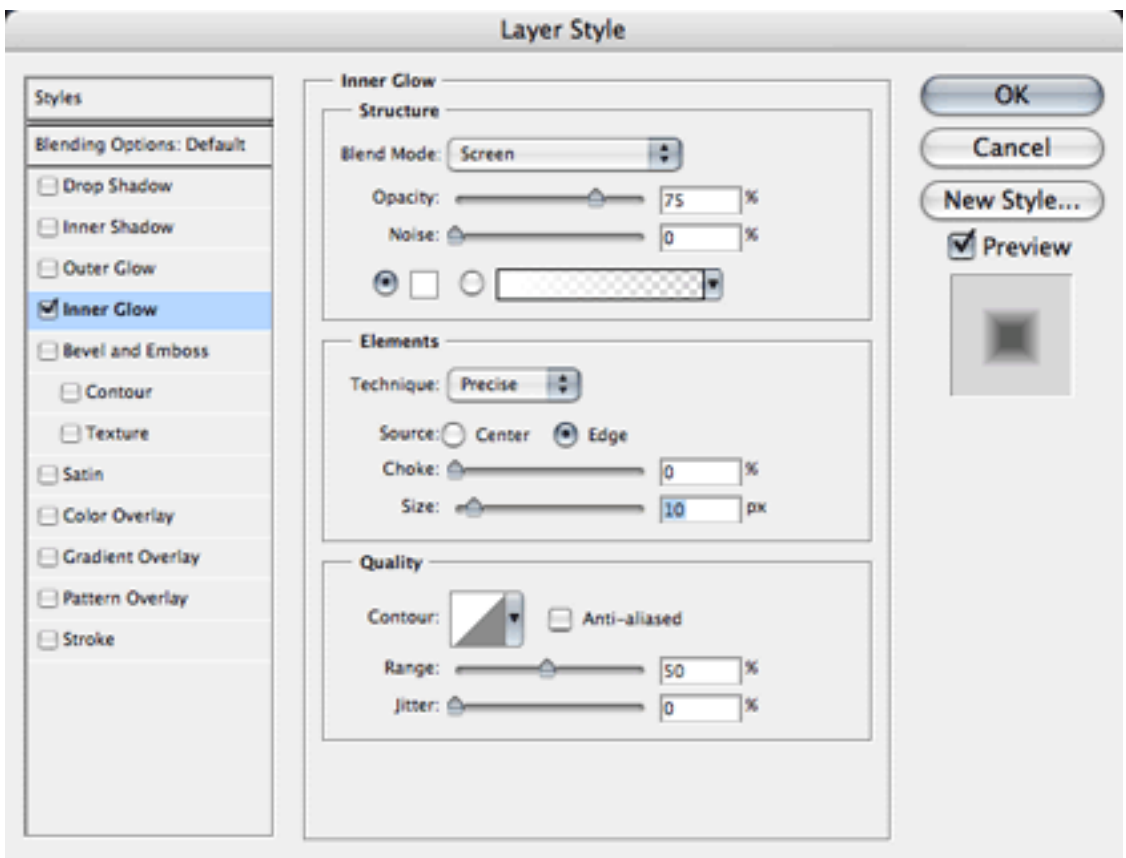 Layer Style
Styles
Blending Options: Default
Drop Shadow
Inner Shadow
Outer Glow
Inner Glow
Bevel and Emboss
Contour
Texture
Satin
Color Overlay
Gradient Overlay
Pattern Overlay
Stroke
Inner Glow
Structure
Blend Mode: Screen
Opacity: 75 %
Noise: 0 %
Elements
Technique: Precise
Source: Center Edge
Choke: 0 %
Size: 10 px
Quality
Contour: Anti-aliased
Range: 50 %
Jitter: 0 %
OK
Cancel
New Style...
Preview